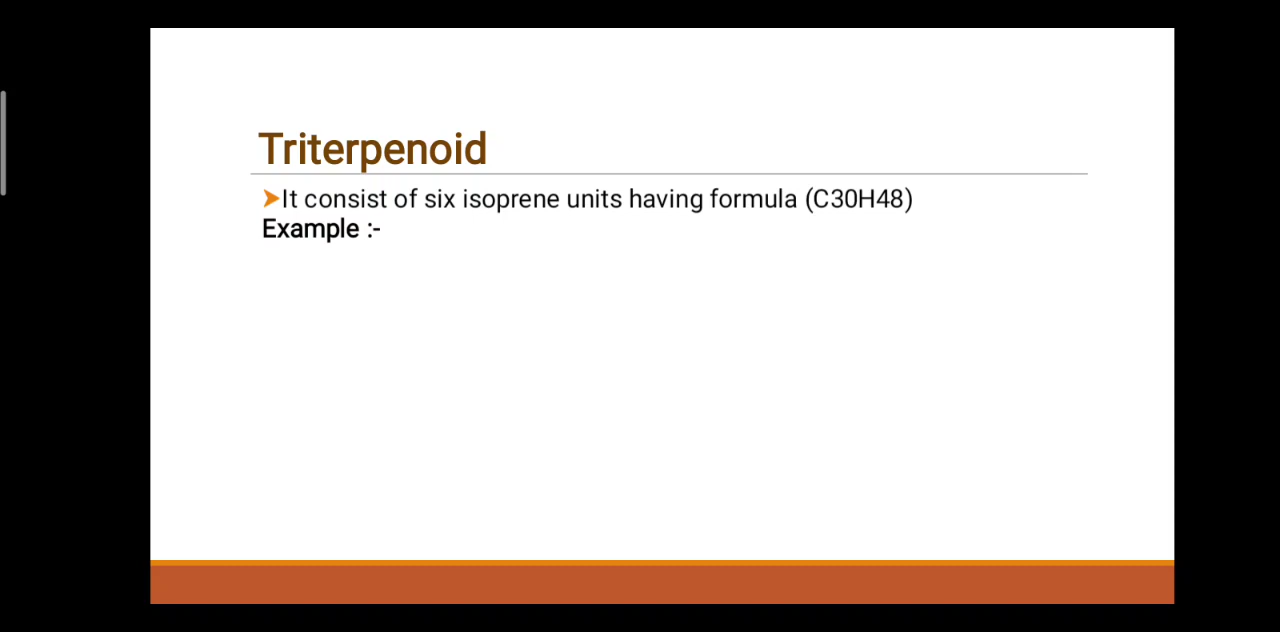 Triterpenoid
➤It consist of six isoprene units having formula (C30H48)
Example :-